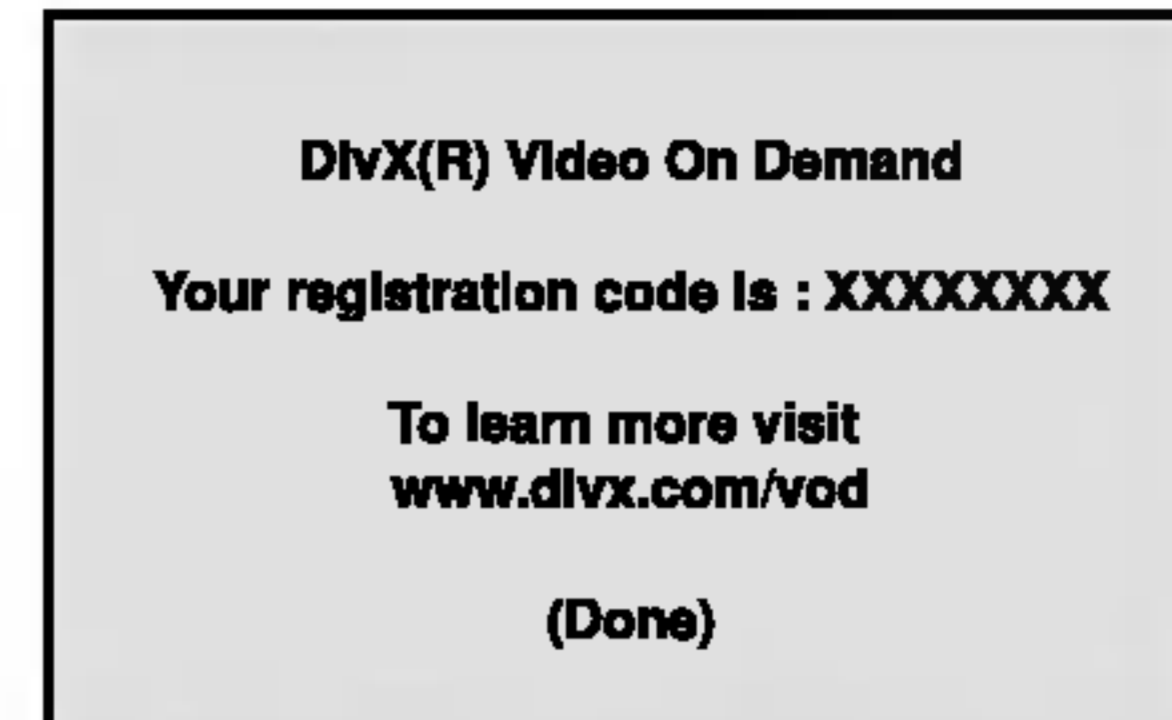 DivX(R) Video On Demand
Your registration code is : XXXXXXXX
To learn more visit
www.divx.com/vod
(Done)